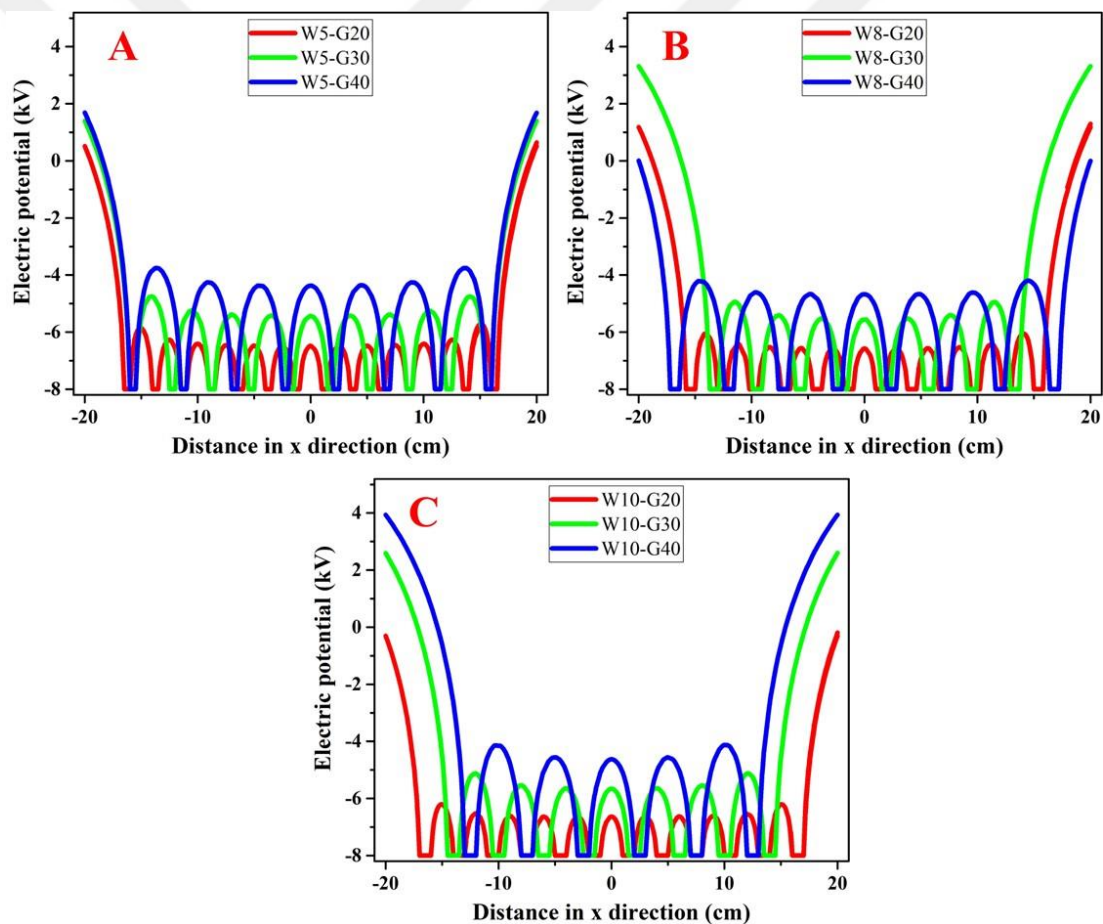 A
W5-G20
W5-G30
W5-G40
4
2
0
-2
-4
-6
-8
Electric potential (kV)
-20 -10 0 10 20
Distance in x direction (cm)
B
W8-G20
W8-G30
W8-G40
4
2
0
-2
-4
-6
-8
Electric potential (kV)
-20 -10 0 10 20
Distance in x direction (cm)
C
W10-G20
W10-G30
W10-G40
4
2
0
-2
-4
-6
-8
Electric potential (kV)
-20 -10 0 10 20
Distance in x direction (cm)